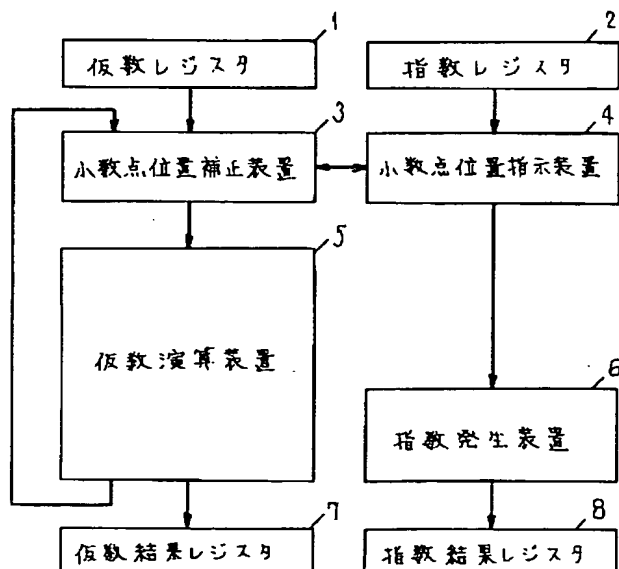 1
仮数レジスタ
2
指数レジスタ
3
小数点位置補正装置
4
小数点位置指示装置
5
仮数演算装置
6
指数発生装置
7
仮数結果レジスタ
8
指数結果レジスタ